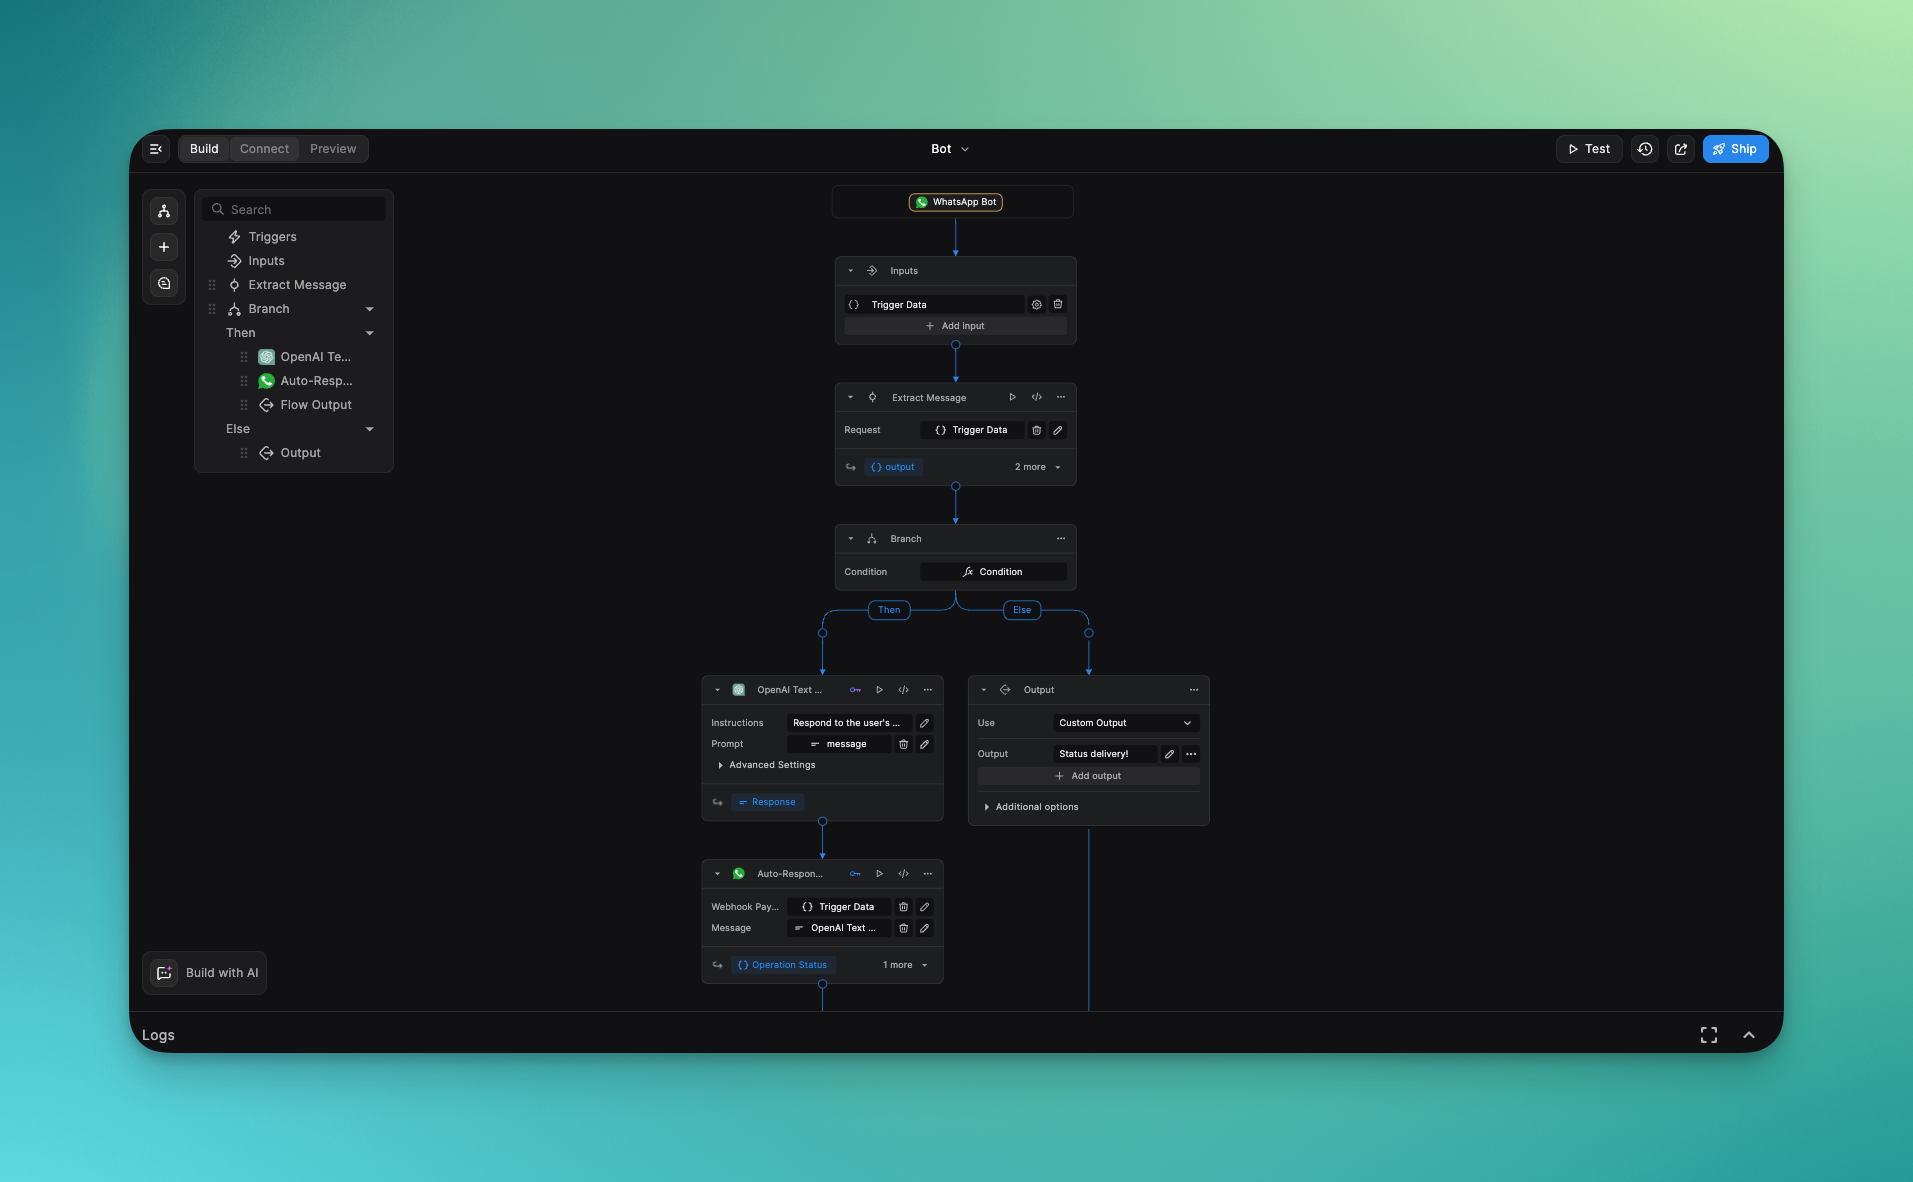 Build Connect Preview
Bot
Test
Ship
Search
Triggers
Inputs
Extract Message
Branch
Then
OpenAI Te...
Auto-Resp...
Flow Output
Else
Output
WhatsApp Bot
Inputs
{} Trigger Data
+ Add input
Extract Message </> ...
Request {} Trigger Data
{} output 2 more
Branch ...
Condition fx Condition
Then Else
OpenAI Text ... </> ...
Instructions Respond to the user's ...
Prompt message
Advanced Settings
Response
Output ...
Use Custom Output
Output Status delivery! ...
+ Add output
Additional options
Auto-Respon... </> ...
Webhook Pay... {} Trigger Data
Message OpenAI Text ...
{} Operation Status 1 more
Build with AI
Logs